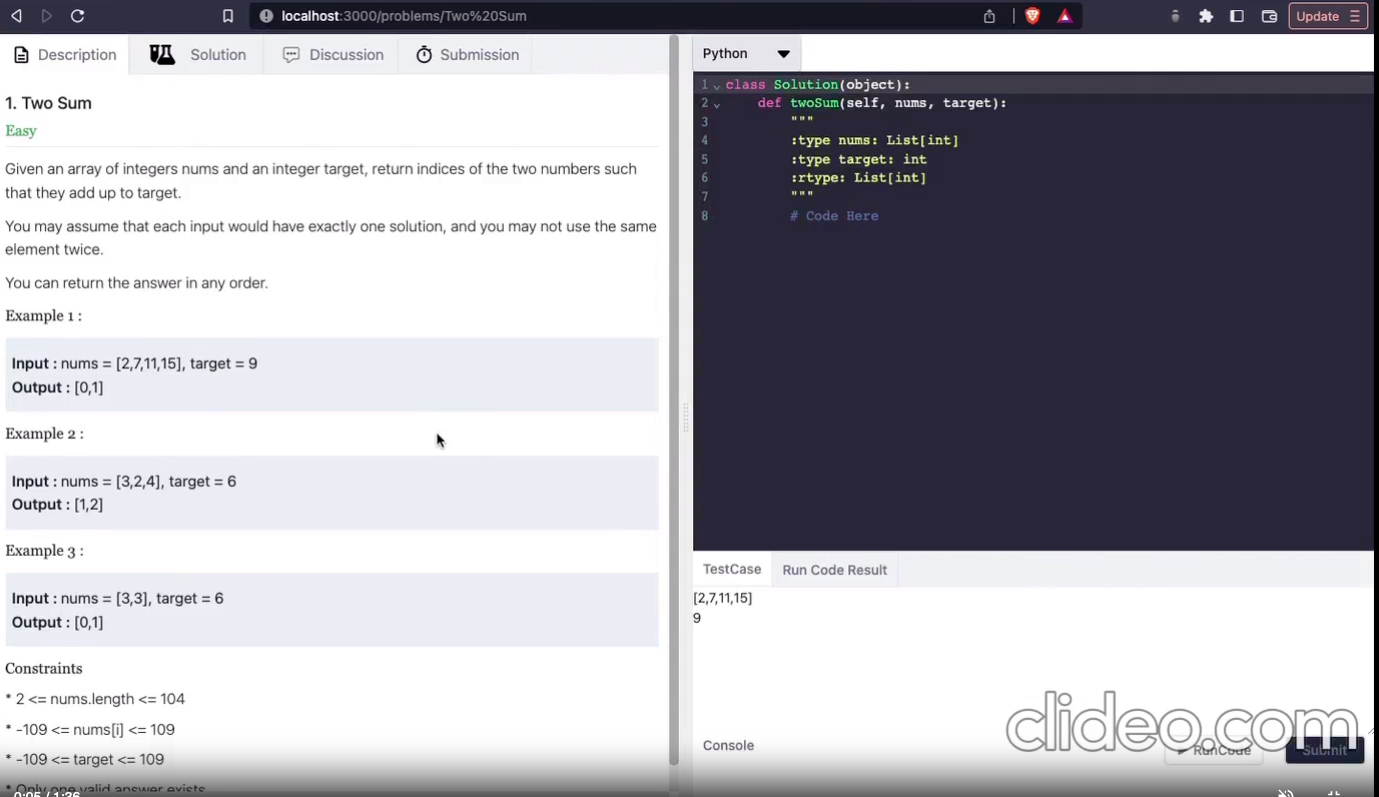 localhost:3000/problems/Two%20Sum
Update
Description Solution Discussion Submission
1. Two Sum
Easy
Given an array of integers nums and an integer target, return indices of the two numbers such
that they add up to target.
You may assume that each input would have exactly one solution, and you may not use the same
element twice.
You can return the answer in any order.
Example 1 :
Input : nums = [2,7,11,15], target = 9
Output : [0,1]
Example 2 :
Input : nums = [3,2,4], target = 6
Output : [1,2]
Example 3 :
Input : nums = [3,3], target = 6
Output : [0,1]
Constraints
* 2 <= nums.length <= 104
* -109 <= nums[i] <= 109
* -109 <= target <= 109
* Only one valid answer exists
0:05 / 1:36
Python
1 class Solution(object):
2 def twoSum(self, nums, target):
3 """
4 :type nums: List[int]
5 :type target: int
6 :rtype: List[int]
7 """
8 # Code Here
TestCase Run Code Result
[2,7,11,15]
9
Console
RunCode
Submit
clideo.com